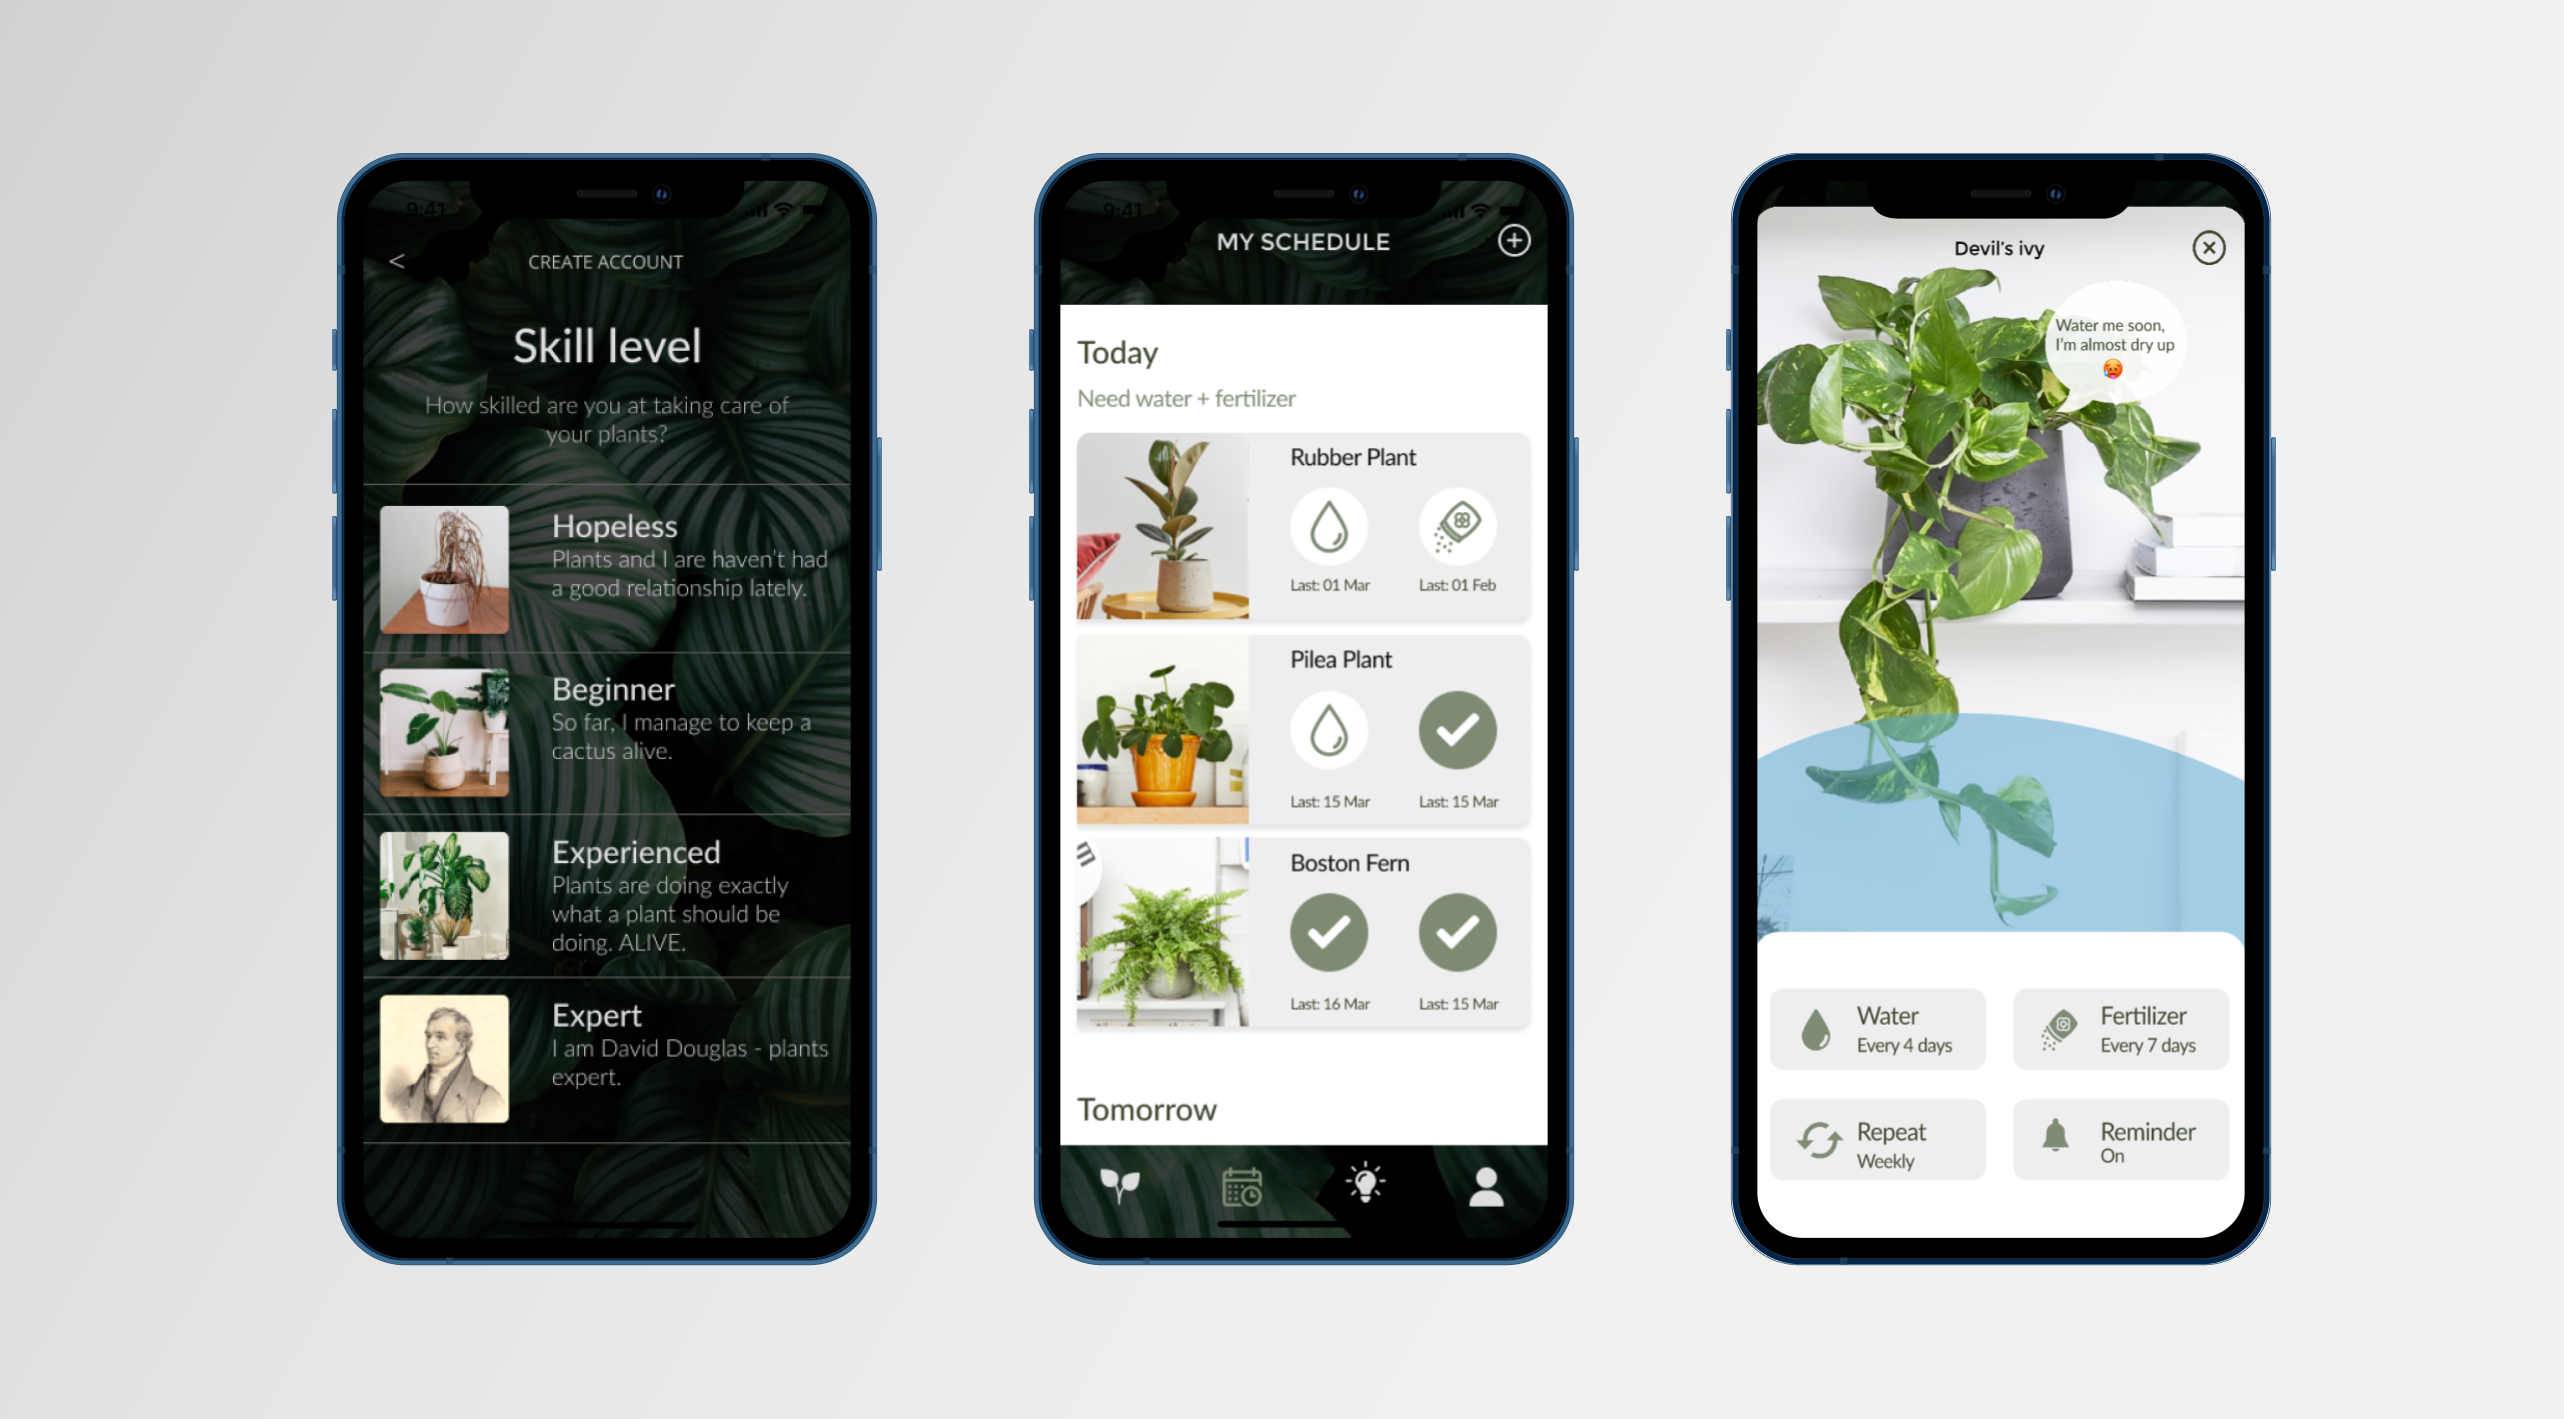 9:41
<
CREATE ACCOUNT
Skill level
How skilled are you at taking care of
your plants?
Hopeless
Plants and I are haven't had
a good relationship lately.
Beginner
So far, I manage to keep a
cactus alive.
Experienced
Plants are doing exactly
what a plant should be
doing. ALIVE.
Expert
I am David Douglas - plants
expert.
9:41
MY SCHEDULE
Today
Need water + fertilizer
Rubber Plant
Last: 01 Mar
Last: 01 Feb
Pilea Plant
Last: 15 Mar
Last: 15 Mar
Boston Fern
Last: 16 Mar
Last: 15 Mar
Tomorrow
Devil's ivy
Water me soon,
I'm almost dry up
🥵
Water
Every 4 days
Fertilizer
Every 7 days
Repeat
Weekly
Reminder
On